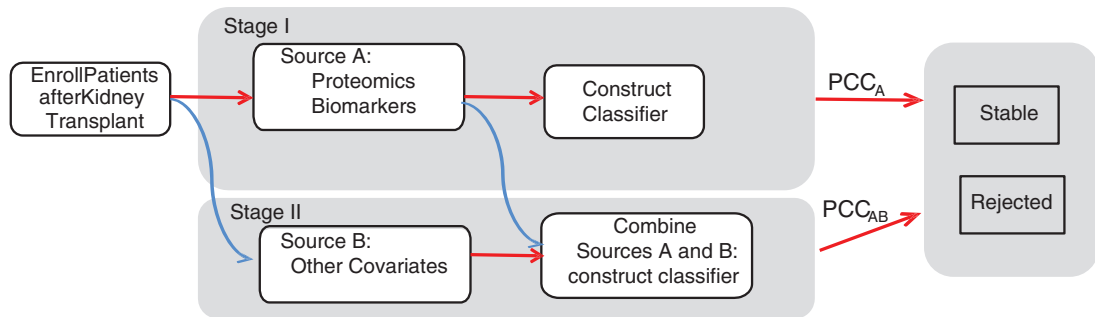 EnrollPatients
afterKidney
Transplant
Stage I
Source A:
Proteomics
Biomarkers
Construct
Classifier
PCCA
Stage II
Source B:
Other Covariates
Combine
Sources A and B:
construct classifier
PCCAB
Stable
Rejected